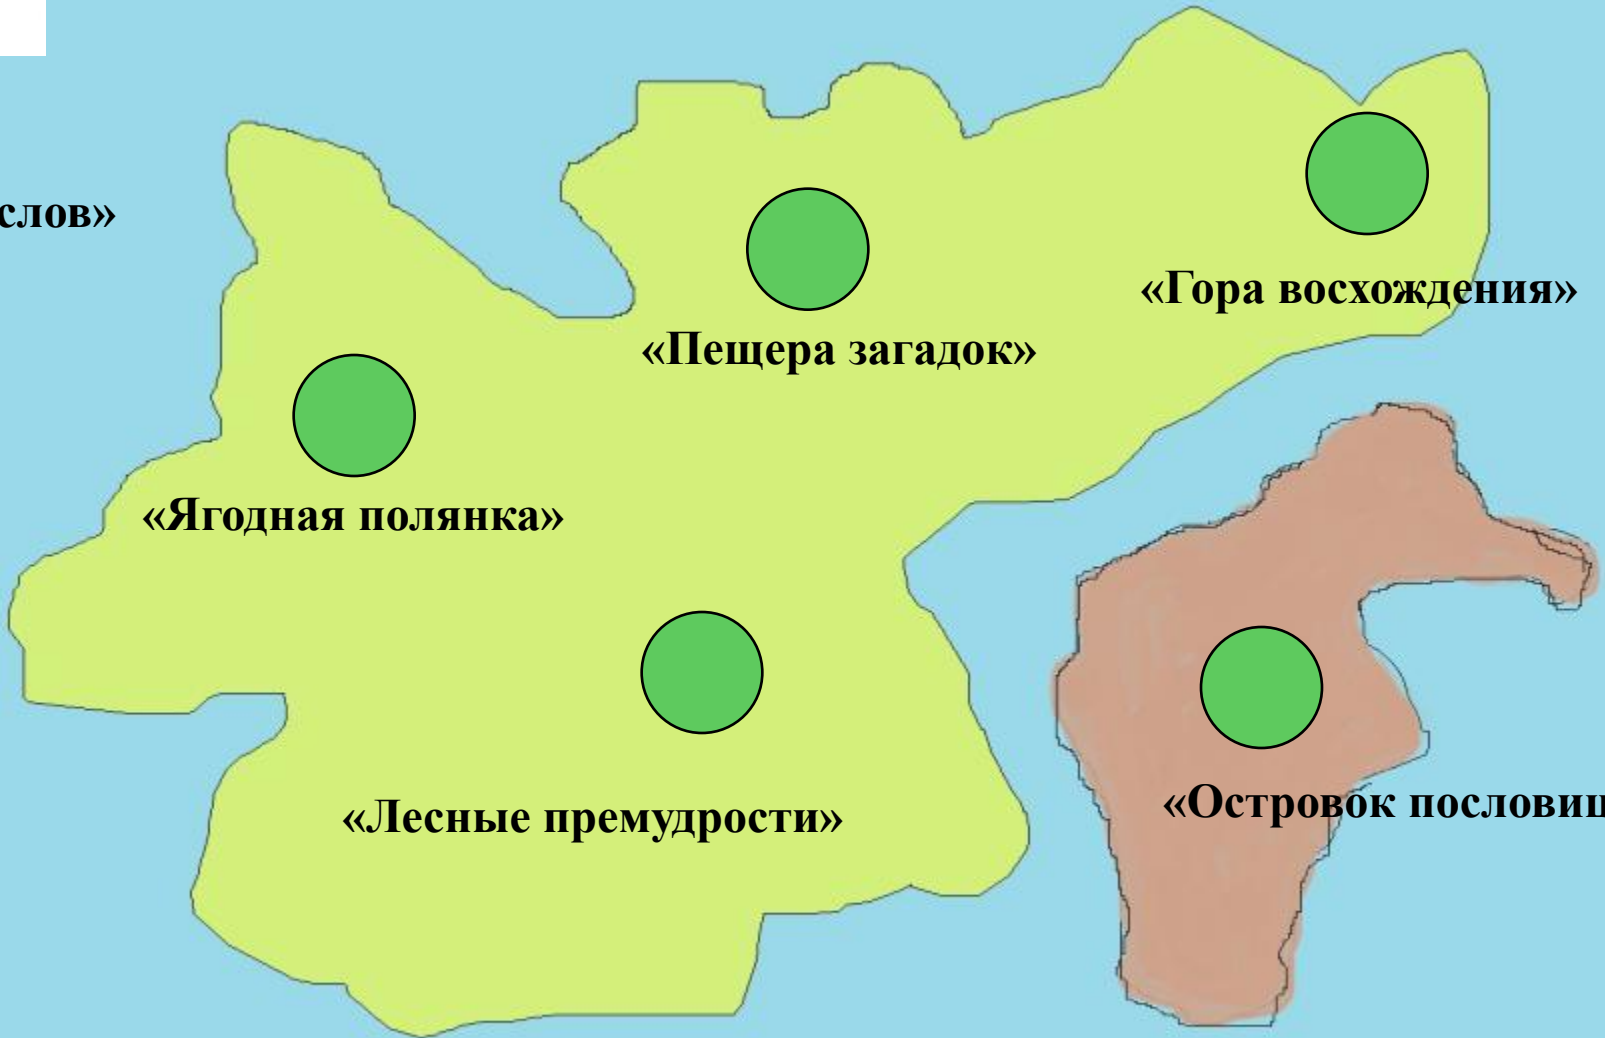 слов»
«Гора восхождения»
«Пещера загадок»
«Ягодная полянка»
«Островок пословиц
«Лесные премудрости»